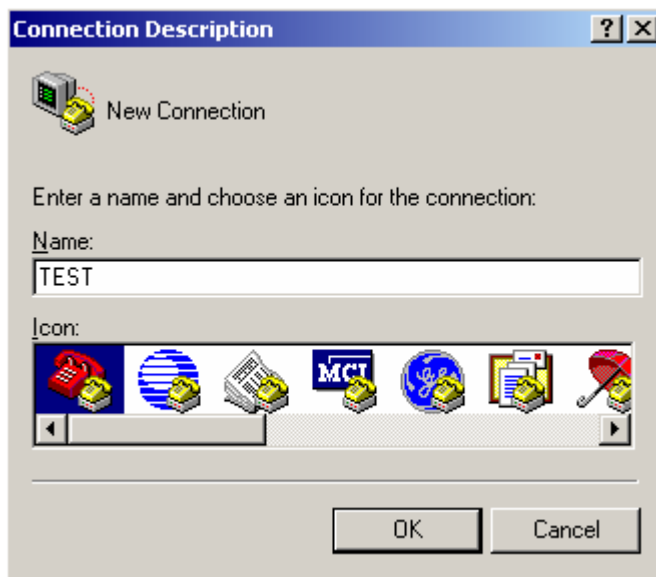 Connection Description
New Connection
Enter a name and choose an icon for the connection:
Name:
TEST
Icon:
MCI
OK Cancel